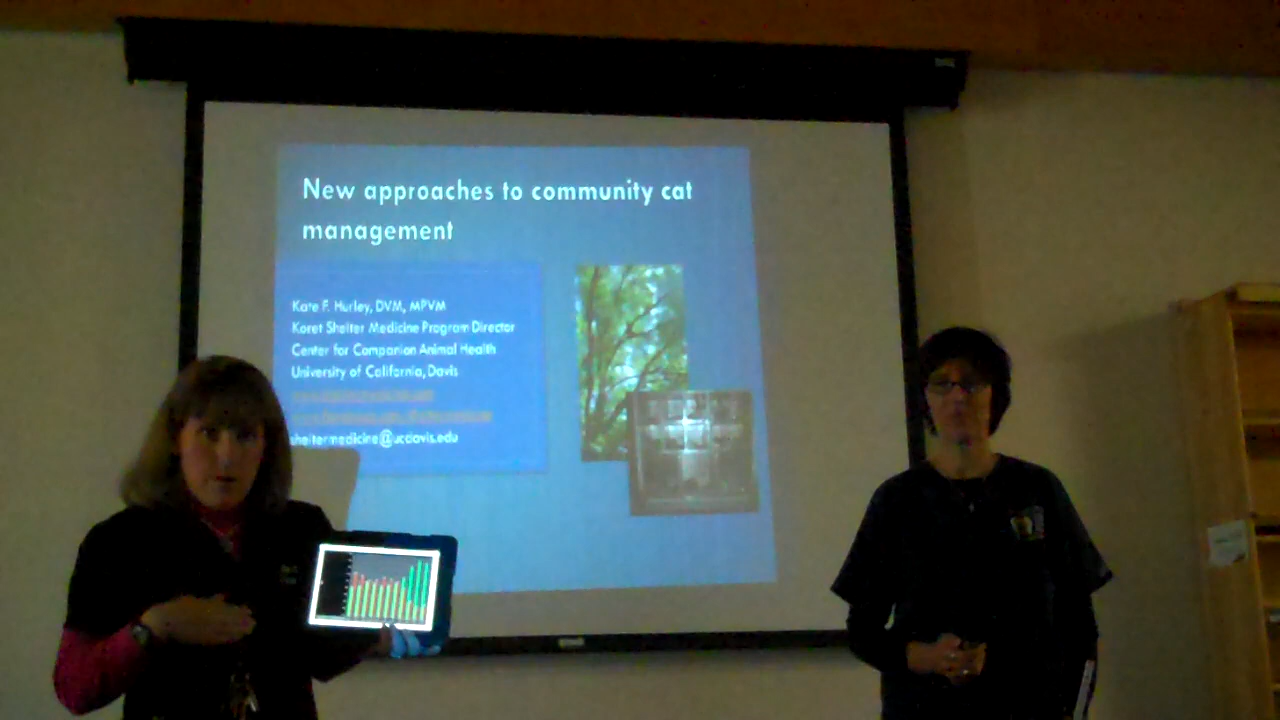 New approaches to community cat
management
Kate F. Hurley, DVM, MPVM
Koret Shelter Medicine Program Director
Center for Companion Animal Health
University of California, Davis
sheltermedicine@ucdavis.edu